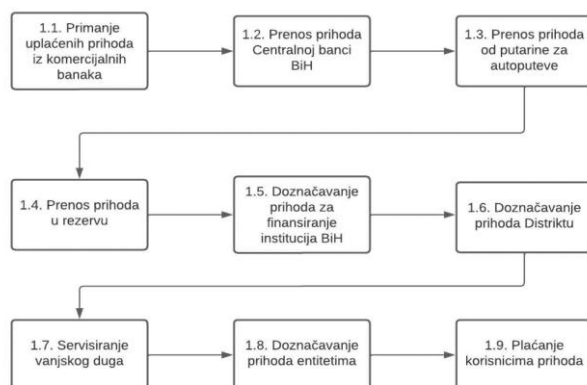 1.1. Primanje
uplaćenih prihoda
iz komercijalnih
banaka
1.2. Prenos prihoda
Centralnoj banci
BiH
1.3. Prenos prihoda
od putarine za
autoputeve
1.4. Prenos prihoda
u rezervu
1.5. Doznačavanje
prihoda za
finansiranje
institucija BiH
1.6. Doznačavanje
prihoda Distriktu
1.7. Servisiranje
vanjskog duga
1.8. Doznačavanje
prihoda entitetima
1.9. Plaćanje
korisnicima prihoda